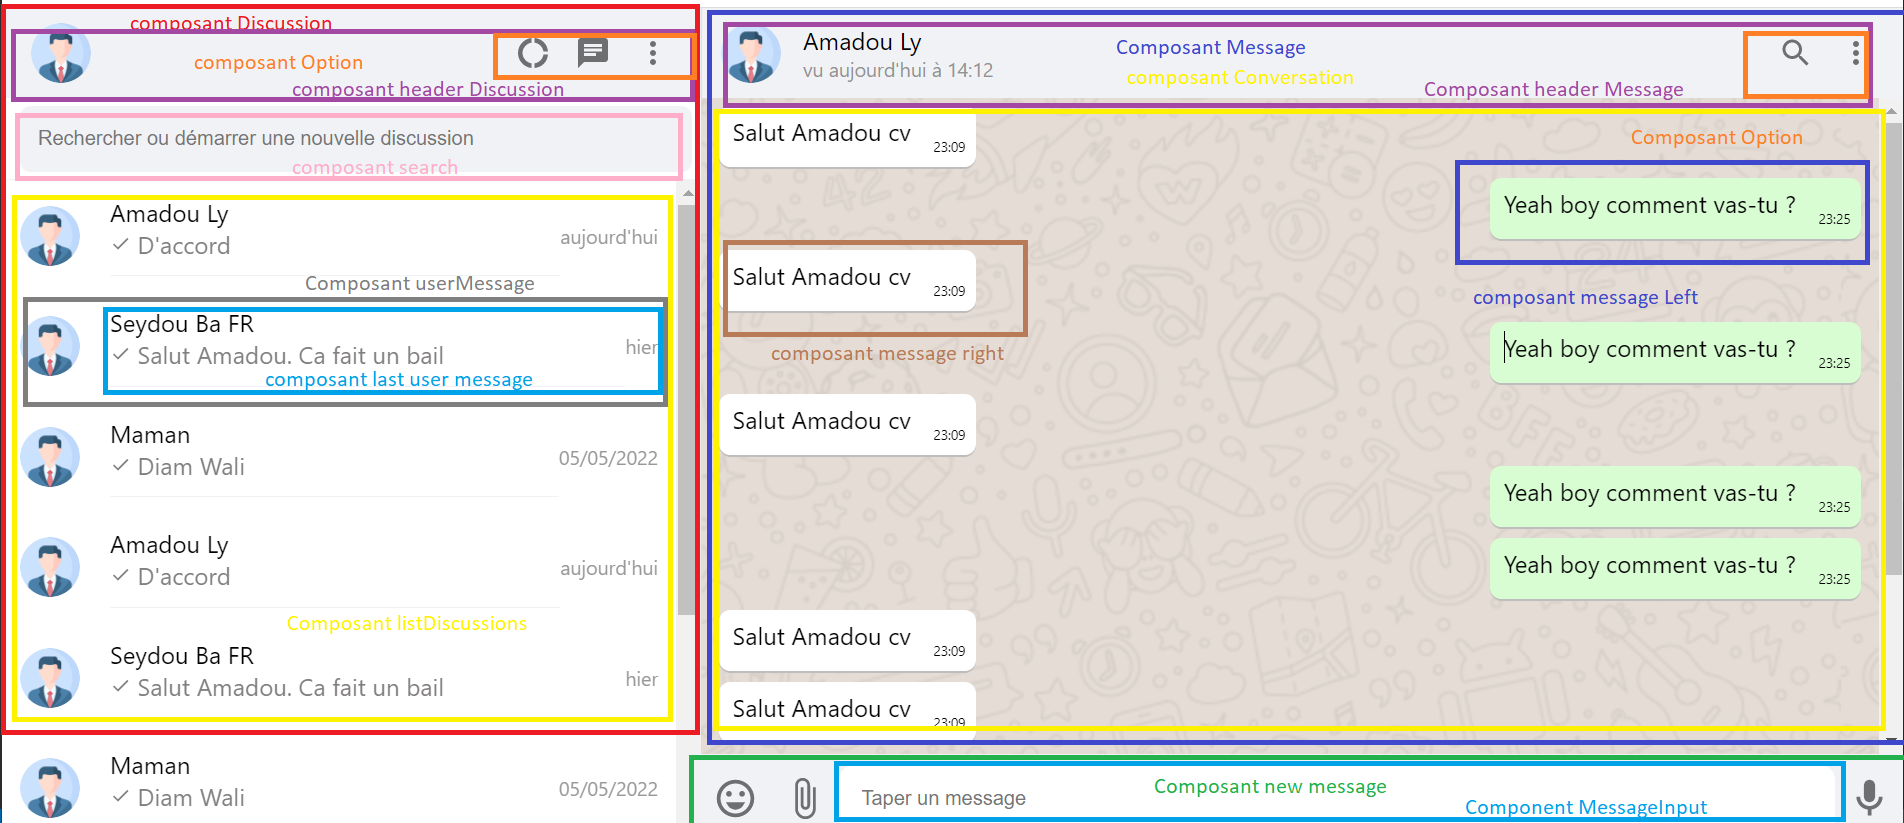 composant Discussion
composant Option
composant header Discussion
Rechercher ou démarrer une nouvelle discussion
composant search
Amadou Ly
D'accord
aujourd'hui
Composant userMessage
Seydou Ba FR
Salut Amadou. Ca fait un bail
hier
composant last user message
Maman
Diam Wali
05/05/2022
Amadou Ly
D'accord
aujourd'hui
Composant listDiscussions
Seydou Ba FR
Salut Amadou. Ca fait un bail
hier
Maman
Diam Wali
05/05/2022
Amadou Ly
vu aujourd'hui à 14:12
Composant Message
composant Conversation
Composant header Message
Salut Amadou cv
23:09
Composant Option
Yeah boy comment vas-tu ?
23:25
Salut Amadou cv
23:09
composant message Left
composant message right
Yeah boy comment vas-tu ?
23:25
Salut Amadou cv
23:09
Yeah boy comment vas-tu ?
23:25
Yeah boy comment vas-tu ?
23:25
Salut Amadou cv
23:09
Salut Amadou cv
23:09
Taper un message
Composant new message
Component MessageInput